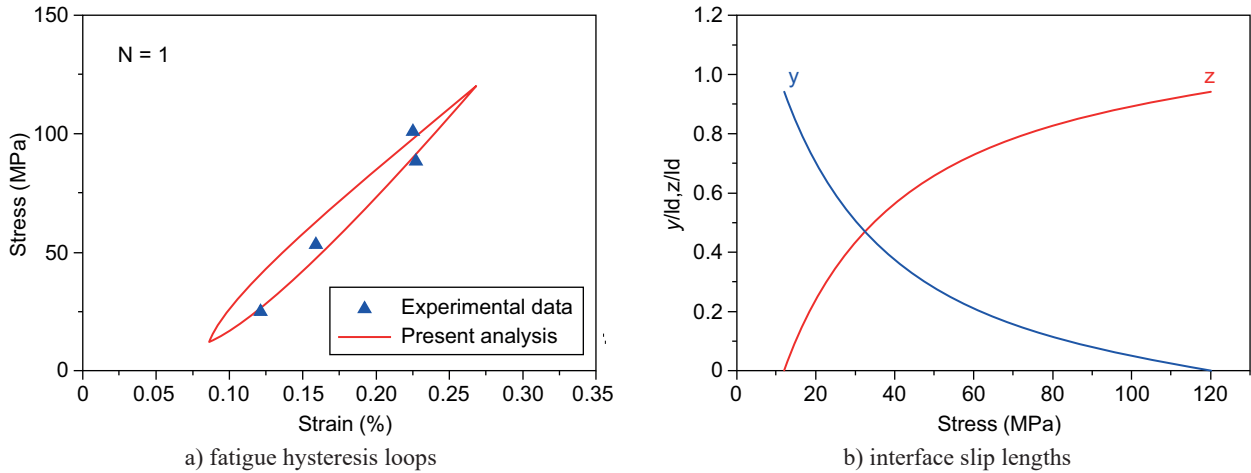 150
100
50
0
Stress (MPa)
N = 1
Experimental data
Present analysis
0 0.05 0.10 0.15 0.20 0.25 0.30 0.35
Strain (%)
a) fatigue hysteresis loops
1.2
1.0
0.8
0.6
0.4
0.2
0
y/ld,z/ld
y
z
0 20 40 60 80 100 120
Stress (MPa)
b) interface slip lengths